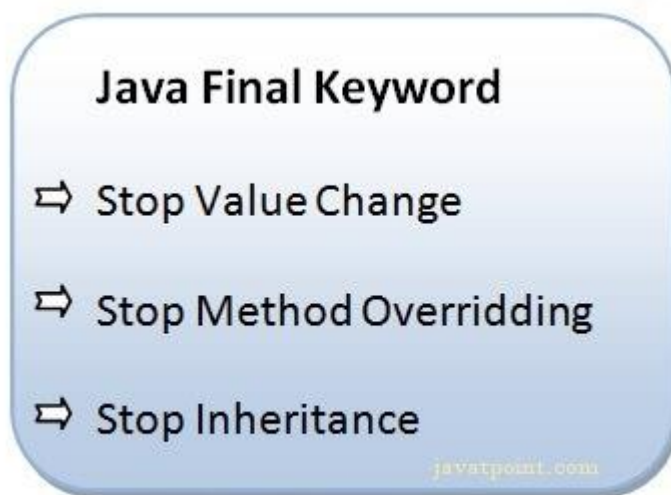 Java Final Keyword
Stop Value Change
Stop Method Overridding
Stop Inheritance
javatpoint.com